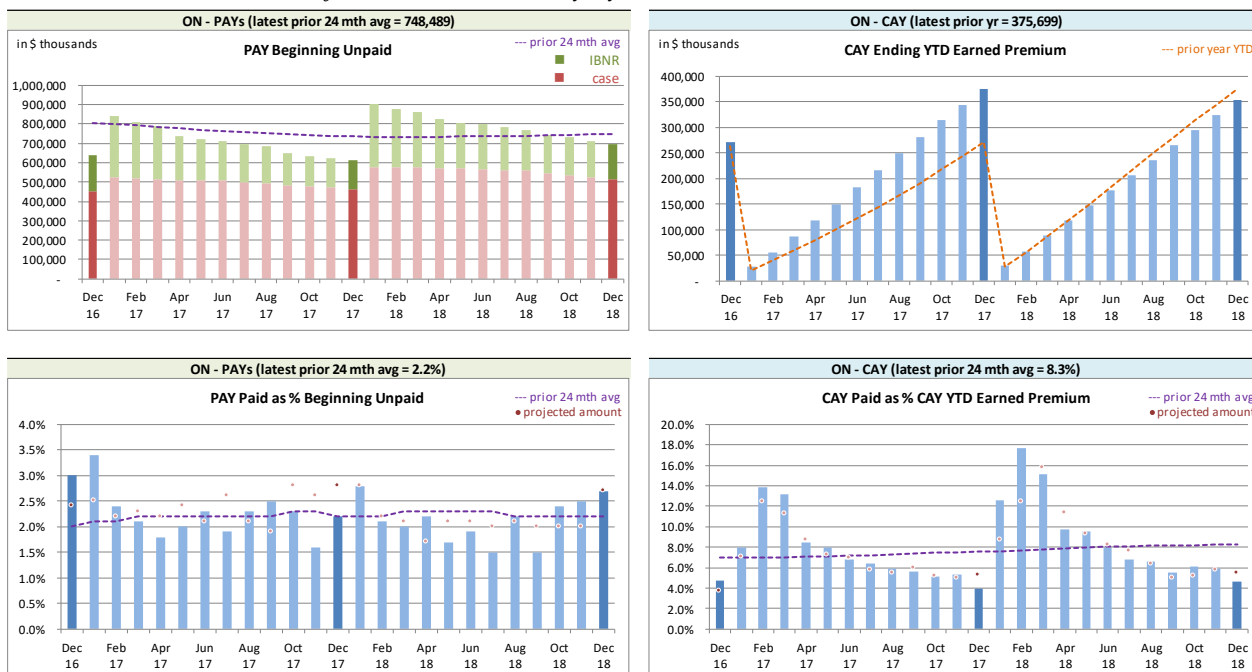 ON - PAYs (latest prior 24 mth avg = 748,489)
in $ thousands
PAY Beginning Unpaid
--- prior 24 mth avg
IBNR
case
1,000,000
900,000
800,000
700,000
600,000
500,000
400,000
300,000
200,000
100,000
-
Dec Feb Apr Jun Aug Oct Dec Feb Apr Jun Aug Oct Dec
16 17 17 17 17 17 17 18 18 18 18 18 18
ON - CAY (latest prior yr = 375,699)
in $ thousands
CAY Ending YTD Earned Premium
--- prior year YTD
400,000
350,000
300,000
250,000
200,000
150,000
100,000
50,000
-
Dec Feb Apr Jun Aug Oct Dec Feb Apr Jun Aug Oct Dec
16 17 17 17 17 17 17 18 18 18 18 18 18
ON - PAYs (latest prior 24 mth avg = 2.2%)
PAY Paid as % Beginning Unpaid
--- prior 24 mth avg
• projected amount
4.0%
3.5%
3.0%
2.5%
2.0%
1.5%
1.0%
0.5%
0.0%
Dec Feb Apr Jun Aug Oct Dec Feb Apr Jun Aug Oct Dec
16 17 17 17 17 17 17 18 18 18 18 18 18
ON - CAY (latest prior 24 mth avg = 8.3%)
CAY Paid as % CAY YTD Earned Premium
--- prior 24 mth avg
• projected amount
20.0%
18.0%
16.0%
14.0%
12.0%
10.0%
8.0%
6.0%
4.0%
2.0%
0.0%
Dec Feb Apr Jun Aug Oct Dec Feb Apr Jun Aug Oct Dec
16 17 17 17 17 17 17 18 18 18 18 18 18